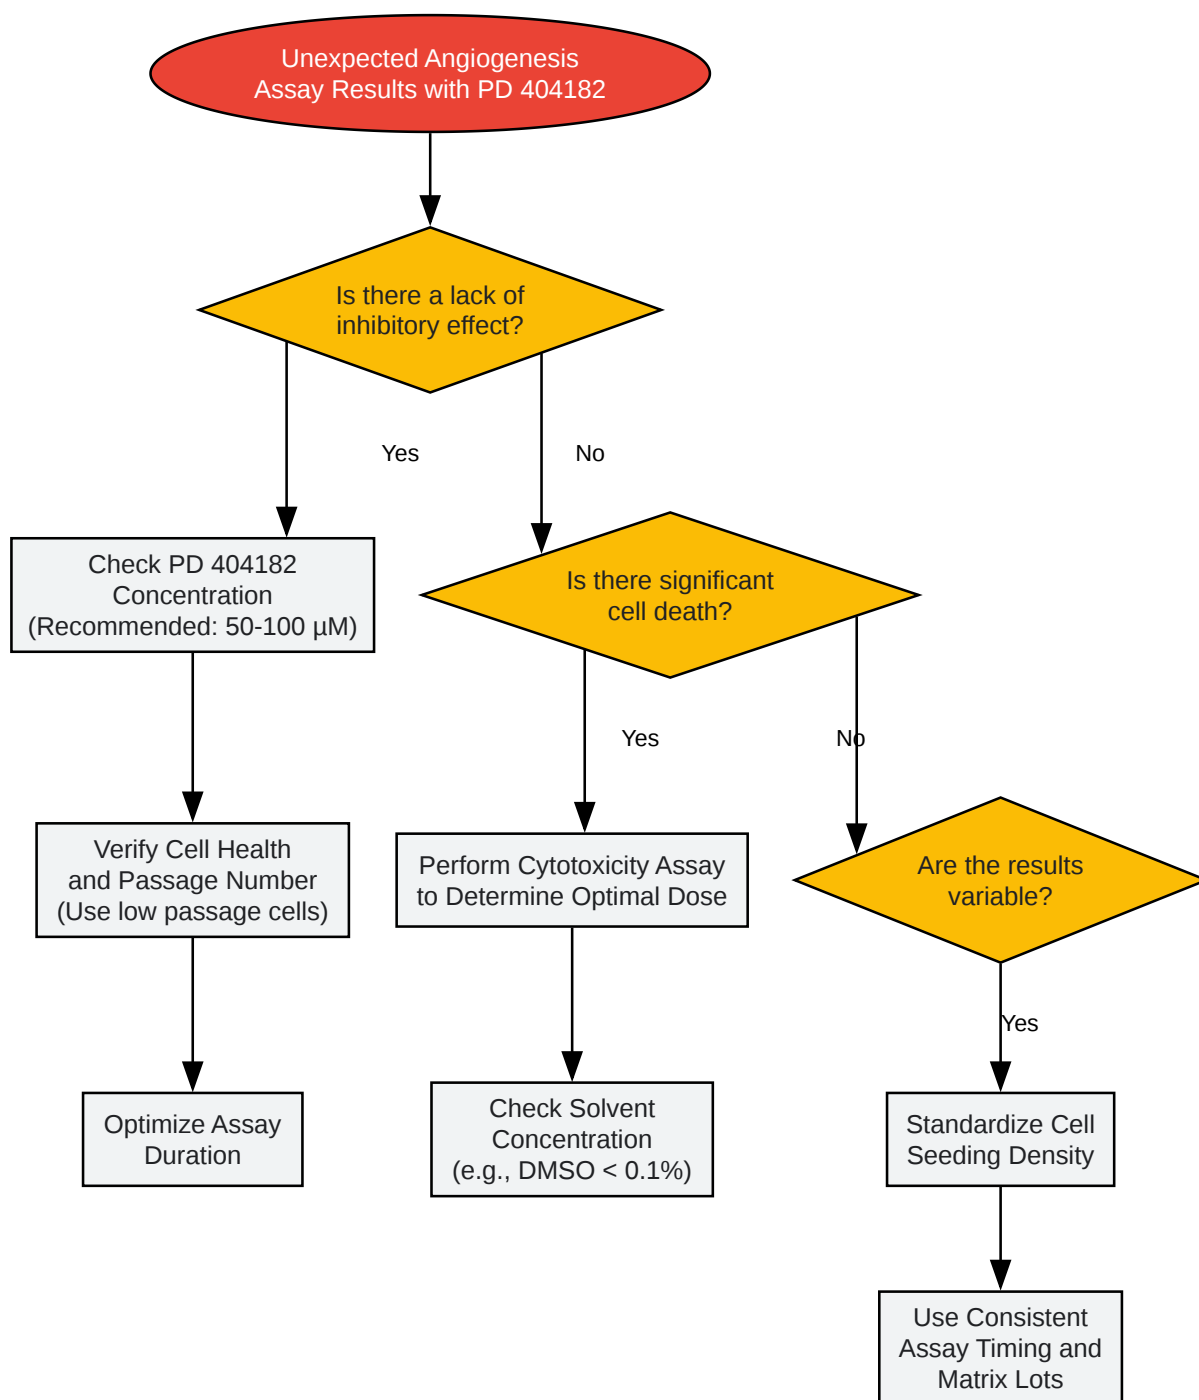 Unexpected Angiogenesis
Assay Results with PD 404182
Is there a lack of
inhibitory effect?
Yes
No
Check PD 404182
Concentration
(Recommended: 50-100 µM)
Is there significant
cell death?
Yes
No
Verify Cell Health
and Passage Number
(Use low passage cells)
Perform Cytotoxicity Assay
to Determine Optimal Dose
Are the results
variable?
Yes
Optimize Assay
Duration
Check Solvent
Concentration
(e.g., DMSO < 0.1%)
Standardize Cell
Seeding Density
Use Consistent
Assay Timing and
Matrix Lots